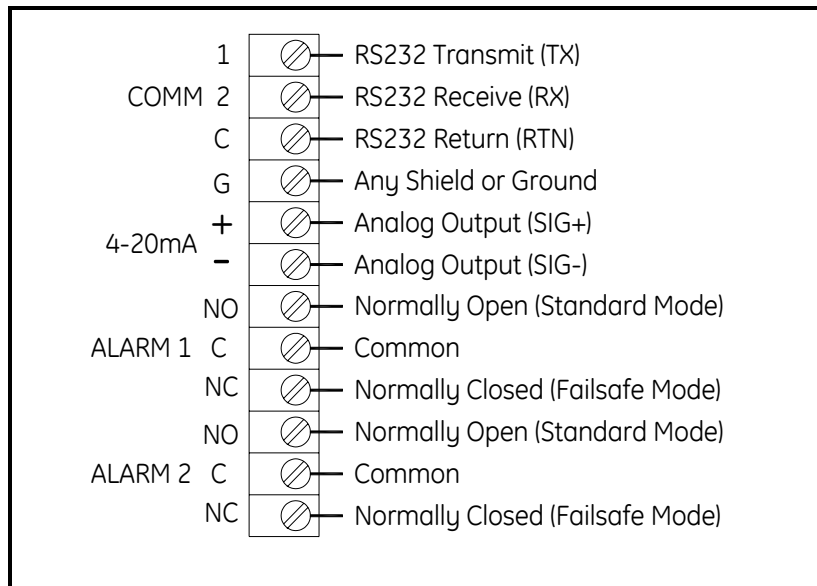 1 RS232 Transmit (TX)
COMM 2 RS232 Receive (RX)
C RS232 Return (RTN)
G Any Shield or Ground
+ Analog Output (SIG+)
4-20mA
- Analog Output (SIG-)
NO Normally Open (Standard Mode)
ALARM 1 C Common
NC Normally Closed (Failsafe Mode)
NO Normally Open (Standard Mode)
ALARM 2 C Common
NC Normally Closed (Failsafe Mode)